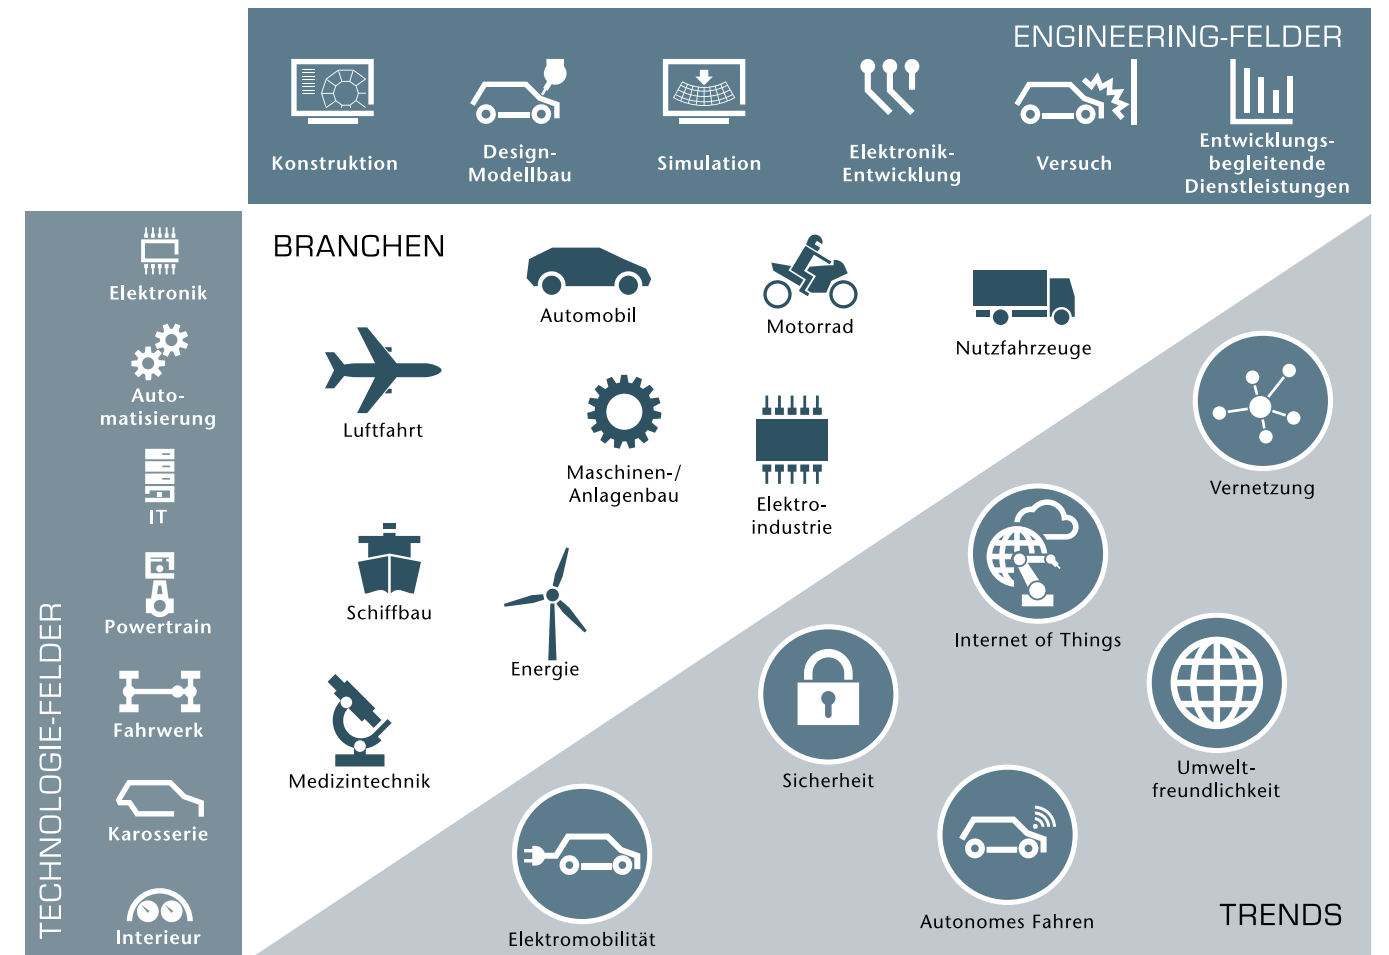 ENGINEERING-FELDER
Konstruktion
Design-
Modellbau
Simulation
Elektronik-
Entwicklung
Versuch
Entwicklungs-
begleitende
Dienstleistungen
TECHNOLOGIE-FELDER
Elektronik
Auto-
matisierung
IT
Powertrain
Fahrwerk
Karosserie
Interieur
BRANCHEN
Automobil
Motorrad
Nutzfahrzeuge
Luftfahrt
Maschinen-/
Anlagenbau
Elektro-
industrie
Schiffbau
Energie
Medizintechnik
Vernetzung
Internet of Things
Sicherheit
Umwelt-
freundlichkeit
Elektromobilität
Autonomes Fahren
TRENDS